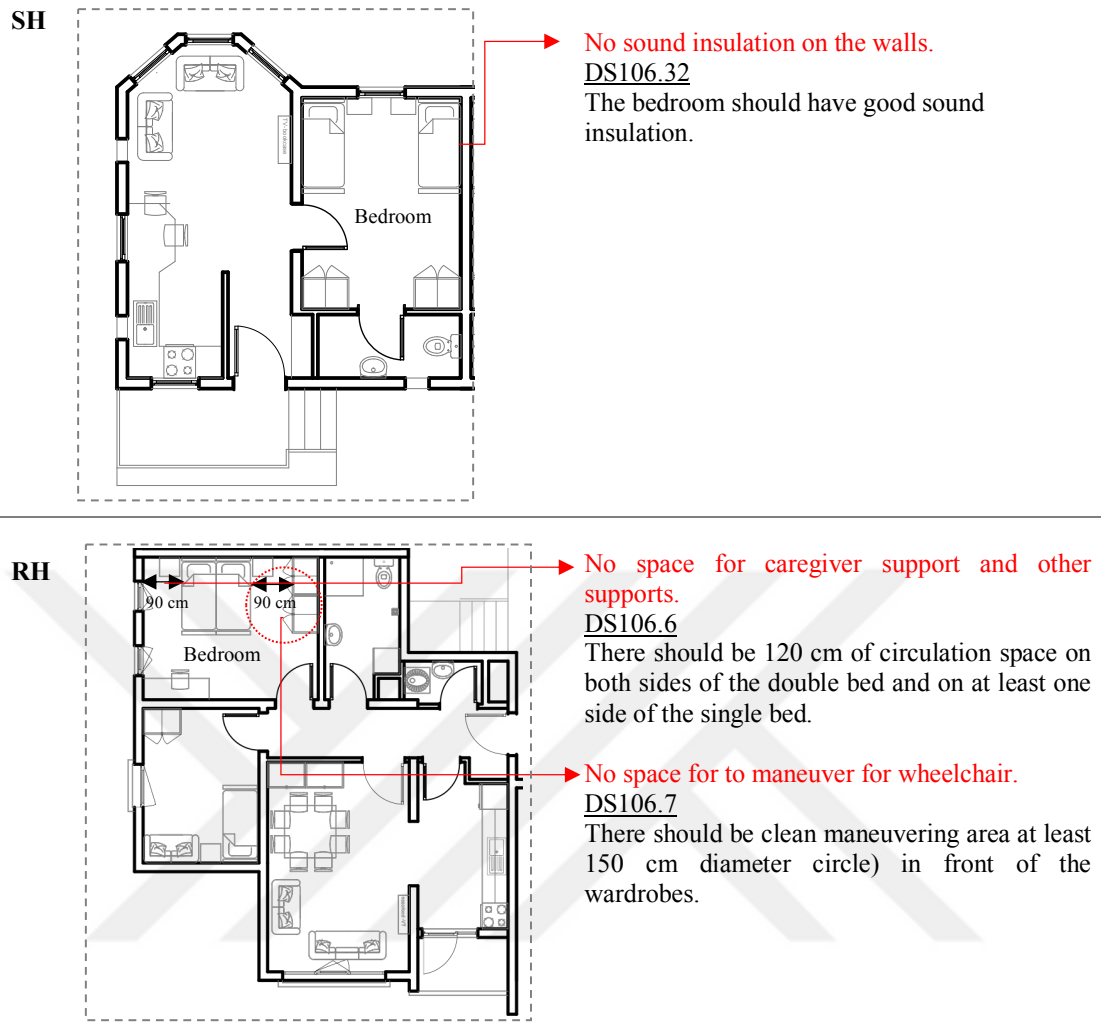 SH
No sound insulation on the walls.
DS106.32
The bedroom should have good sound
insulation.
Bedroom
RH
No space for caregiver support and other
supports.
DS106.6
There should be 120 cm of circulation space on
both sides of the double bed and on at least one
side of the single bed.
90 cm
90 cm
Bedroom
No space for to maneuver for wheelchair.
DS106.7
There should be clean maneuvering area at least
150 cm diameter circle) in front of the
wardrobes.